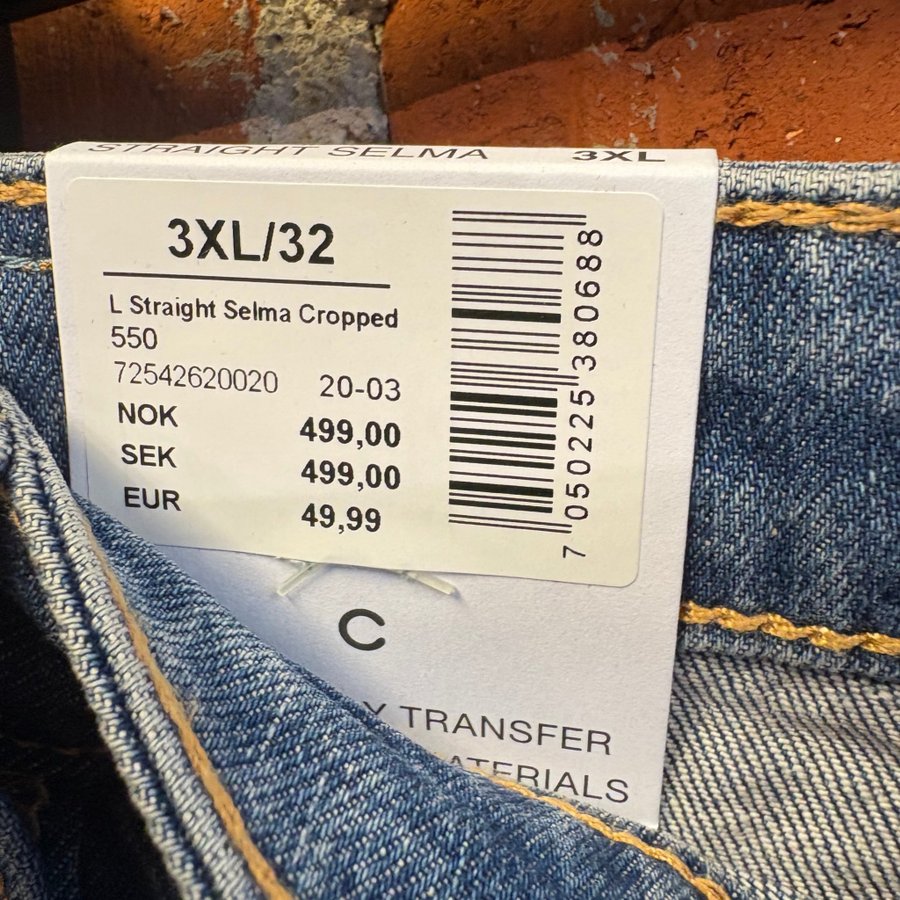 STRAIGHT SELMA 3XL
3XL/32
L Straight Selma Cropped
550
72542620020 20-03
NOK 499,00
SEK 499,00
EUR 49,99
7 050225 380688
C
TRANSFER
MATERIALS